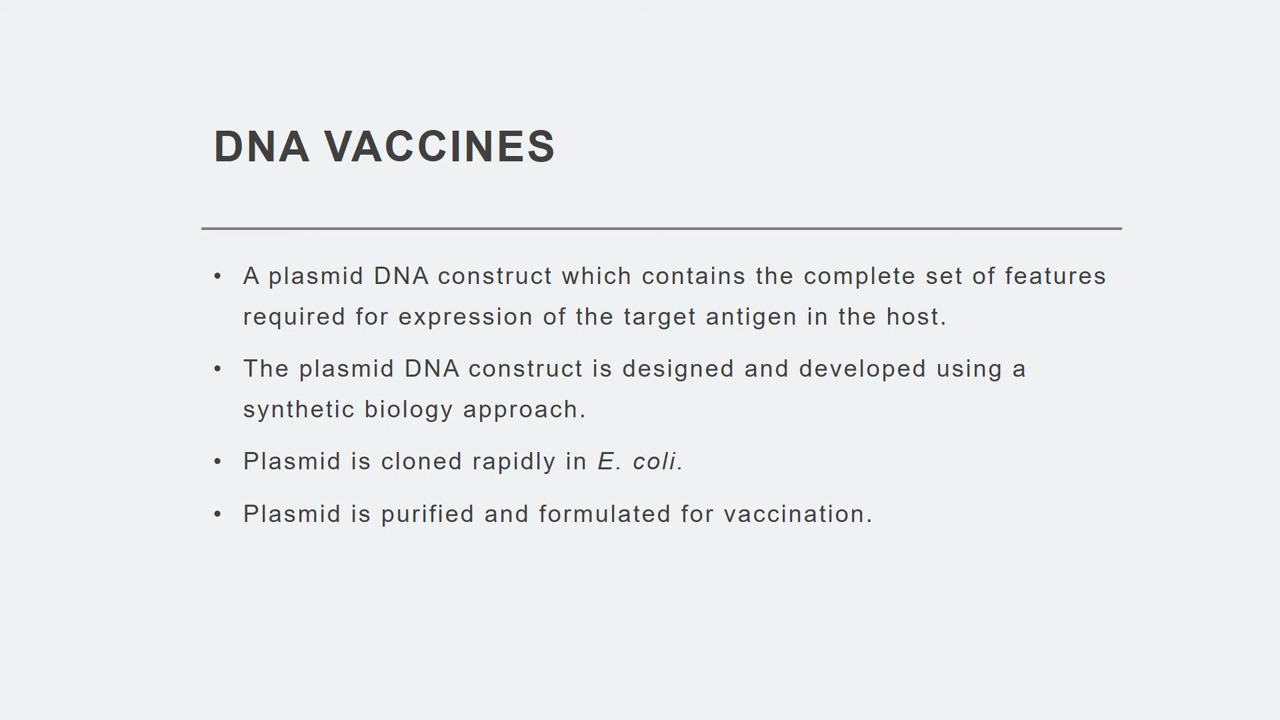 DNA VACCINES
• A plasmid DNA construct which contains the complete set of features
required for expression of the target antigen in the host.
• The plasmid DNA construct is designed and developed using a
synthetic biology approach.
• Plasmid is cloned rapidly in E. coli.
• Plasmid is purified and formulated for vaccination.